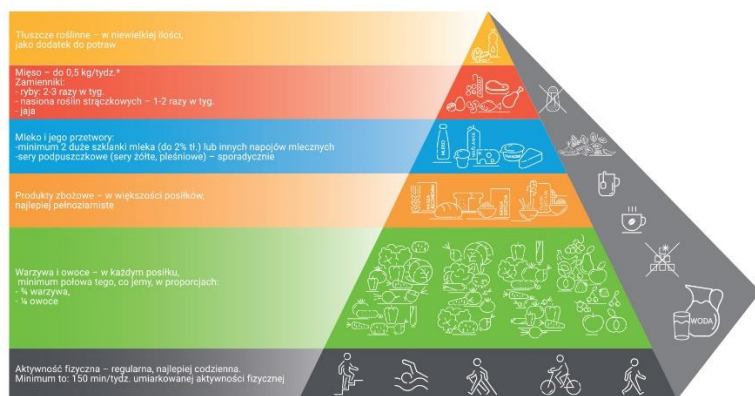 Tłuszcze roślinne – w niewielkiej ilości,
jako dodatek do potraw
Mięso – do 0,5 kg/tydz.*
Zamienniki:
- ryby: 2-3 razy w tyg.
- nasiona roślin strączkowych – 1-2 razy w tyg.
- jaja
Mleko i jego przetwory:
-minimum 2 duże szklanki mleka (do 2% tł.) lub innych napojów mlecznych
-sery podpuszczkowe (sery żółte, pleśniowe) – sporadycznie
MLEKO
Produkty zbożowe – w większości posiłków,
najlepiej pełnoziarniste
Warzywa i owoce – w każdym posiłku,
minimum połowa tego, co jemy, w proporcjach:
- ¾ warzywa,
- ¼ owoce
WODA
Aktywność fizyczna – regularna, najlepiej codzienna.
Minimum to: 150 min/tydz. umiarkowanej aktywności fizycznej